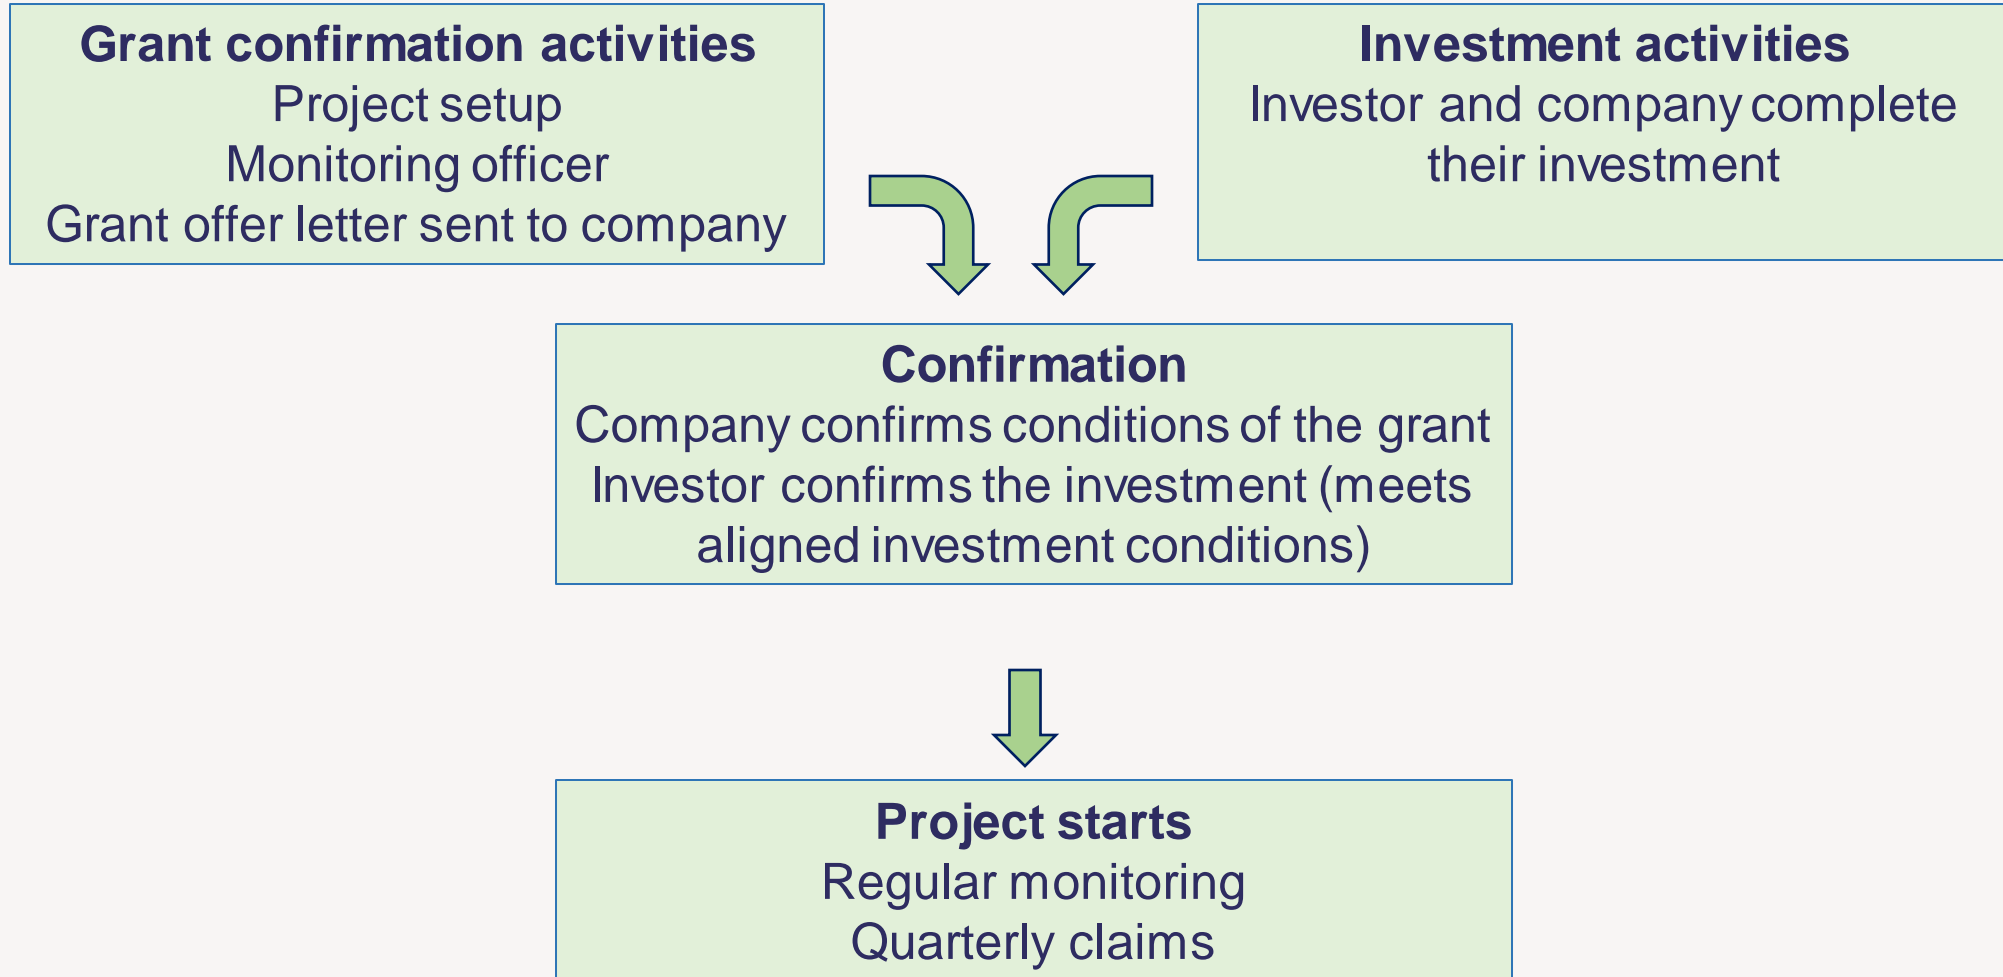 Grant confirmation activities
Project setup
Monitoring officer
Grant offer letter sent to company
Investment activities
Investor and company complete
their investment
Confirmation
Company confirms conditions of the grant
Investor confirms the investment (meets
aligned investment conditions)
Project starts
Regular monitoring
Quarterly claims